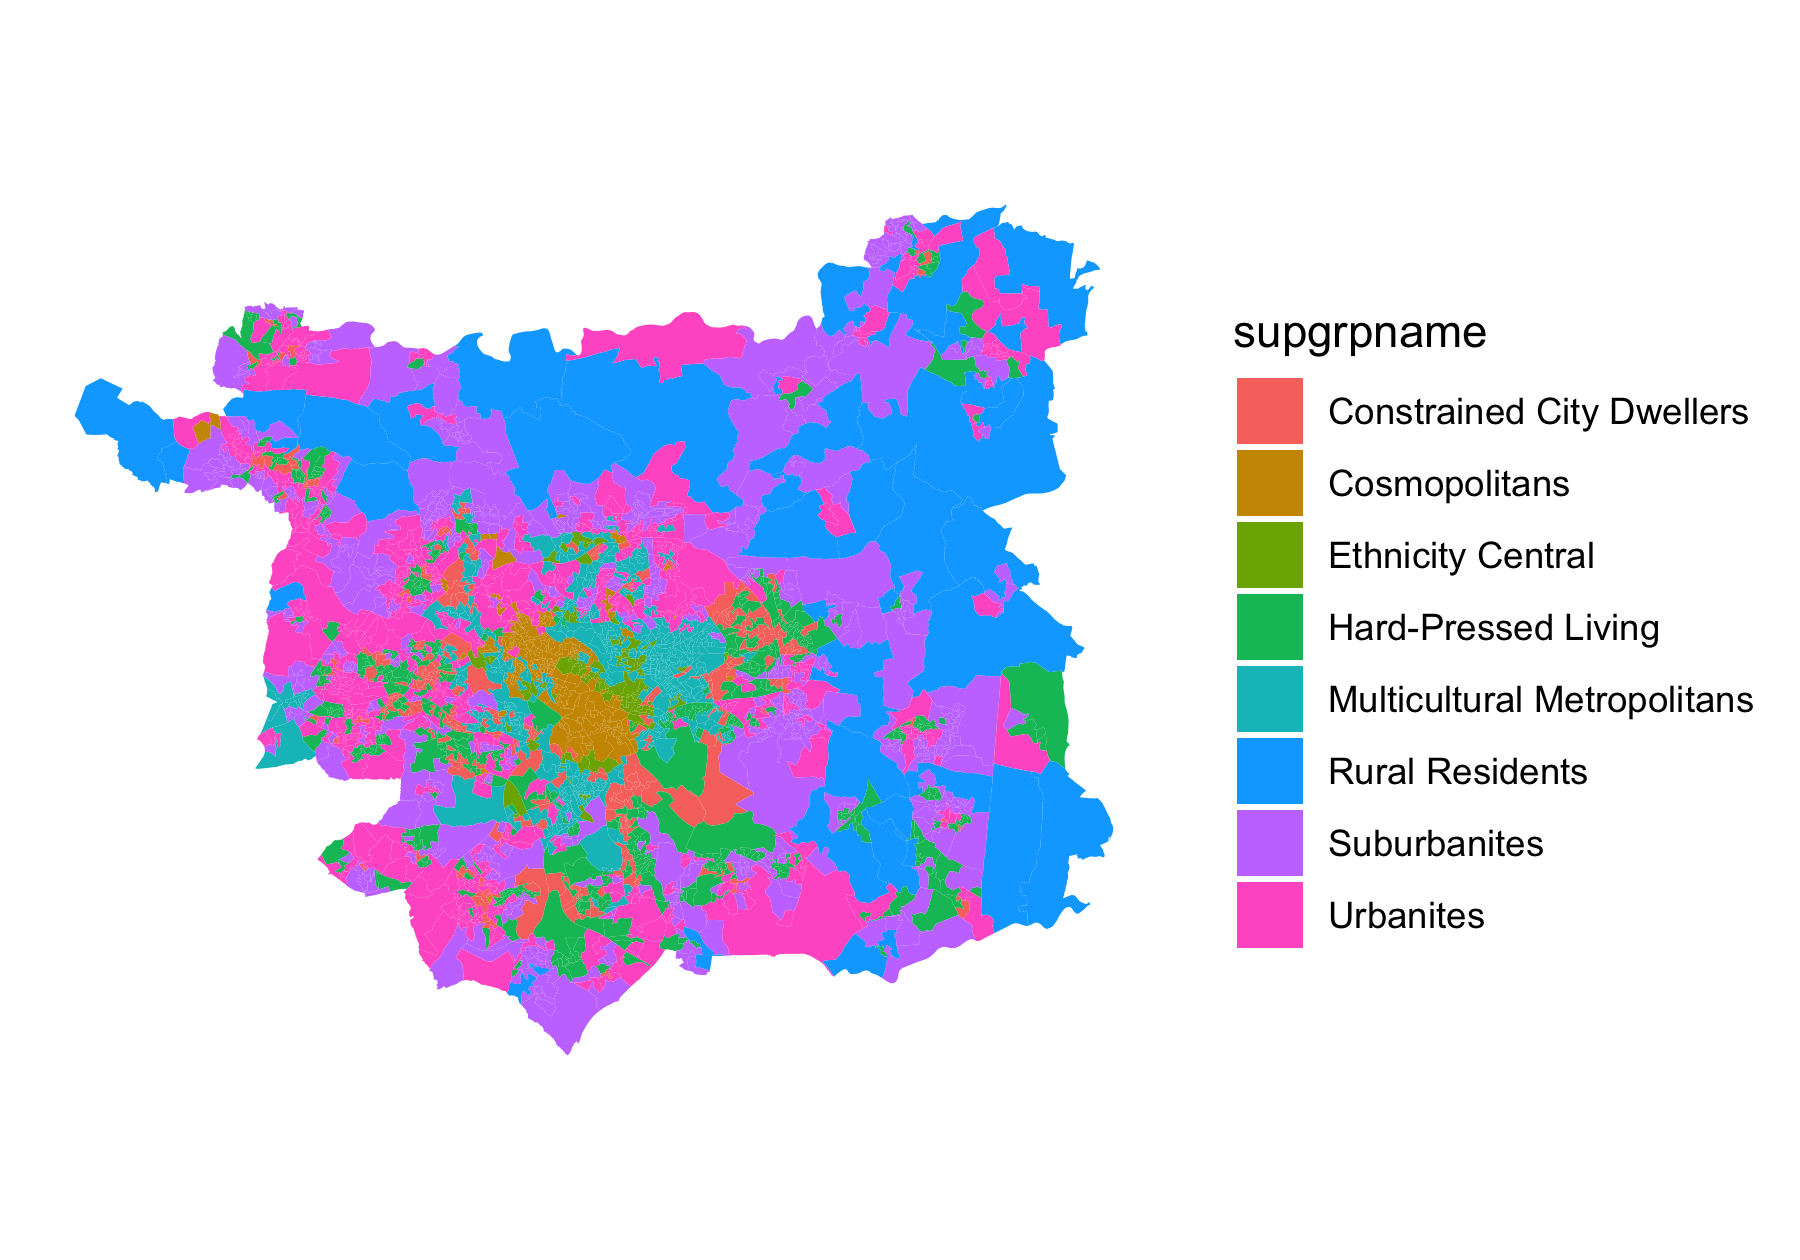 supgrpname
Constrained City Dwellers
Cosmopolitans
Ethnicity Central
Hard-Pressed Living
Multicultural Metropolitans
Rural Residents
Suburbanites
Urbanites